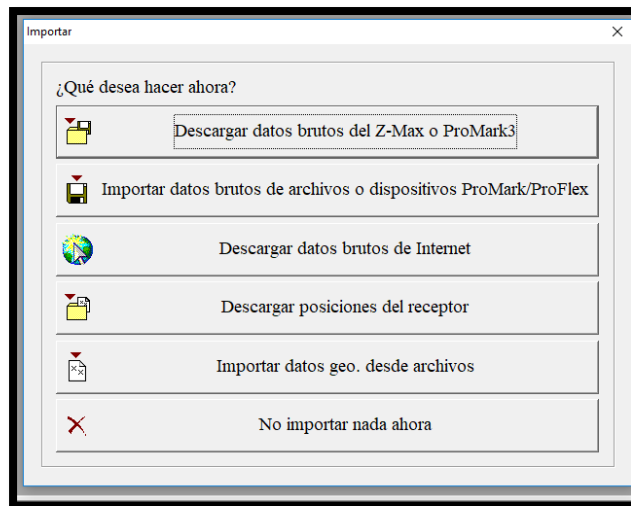 Importar
¿Qué desea hacer ahora?
Descargar datos brutos del Z-Max o ProMark3
Importar datos brutos de archivos o dispositivos ProMark/ProFlex
Descargar datos brutos de Internet
Descargar posiciones del receptor
Importar datos geo. desde archivos
No importar nada ahora